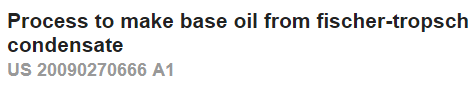 Process to make base oil from fischer-tropsch
condensate
US 20090270666 A1